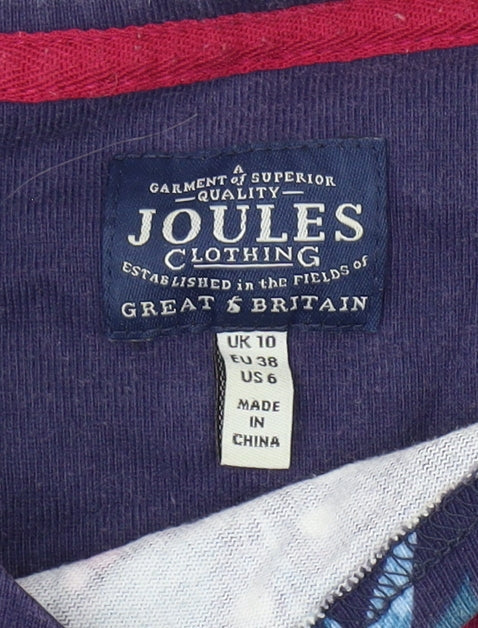 A
GARMENT of SUPERIOR
QUALITY
JOULES
CLOTHING
ESTABLISHED in the FIELDS of
GREAT BRITAIN
UK 10
EU 38
US 6
MADE
IN
CHINA